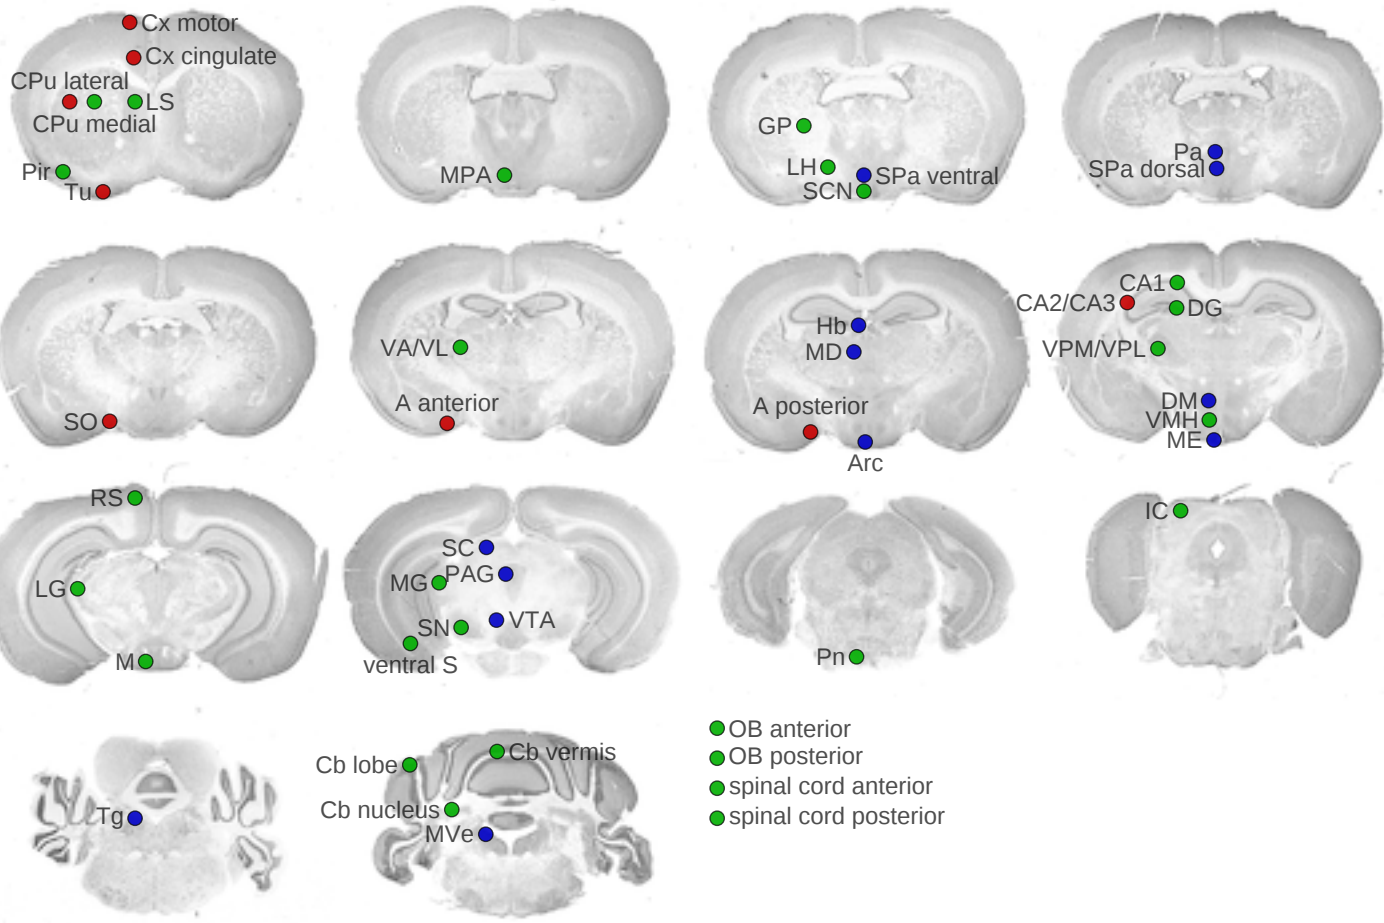 Cx motor
Cx cingulate
CPu lateral
LS
CPu medial
Pir
Tu
MPA
GP
LH
SPa ventral
SCN
Pa
SPa dorsal
SO
VA/VL
A anterior
Hb
MD
A posterior
Arc
CA1
CA2/CA3
DG
VPM/VPL
DM
VMH
ME
RS
LG
M
SC
MG
PAG
SN
VTA
ventral S
Pn
IC
Tg
Cb lobe
Cb vermis
Cb nucleus
MVe
OB anterior
OB posterior
spinal cord anterior
spinal cord posterior